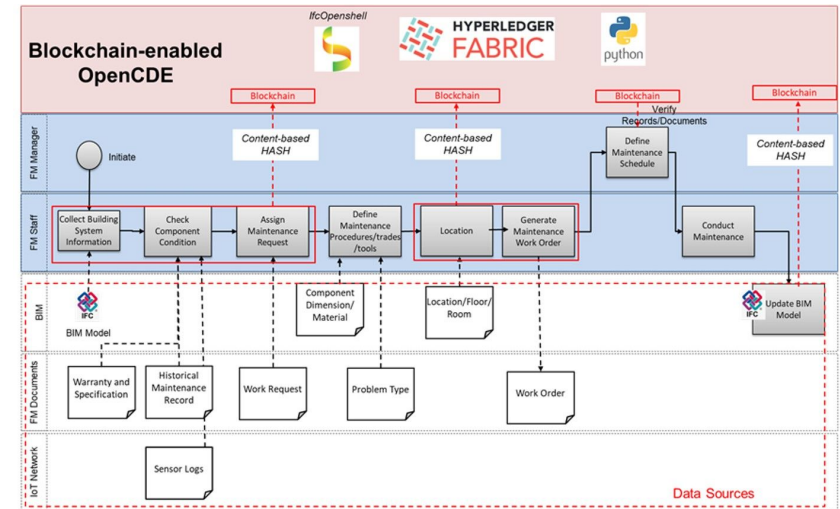 Blockchain-enabled
OpenCDE
IfcOpenshell
HYPERLEDGER
FABRIC
python
Blockchain
Blockchain
Blockchain
Blockchain
Content-based
HASH
Content-based
HASH
Verify
Records/Documents
Content-based
HASH
FM Manager
Initiate
Define
Maintenance
Schedule
FM Staff
Collect Building
System
Information
Check
Component
Condition
Assign
Maintenance
Request
Define
Maintenance
Procedures/trades
/tools
Location
Generate
Maintenance
Work Order
Conduct
Maintenance
BIM
IFC
BIM Model
Component
Dimension/
Material
Location/Floor/
Room
IFC
Update BIM
Model
FM Documents
Warranty and
Specification
Historical
Maintenance
Record
Work Request
Problem Type
Work Order
IoT Network
Sensor Logs
Data Sources